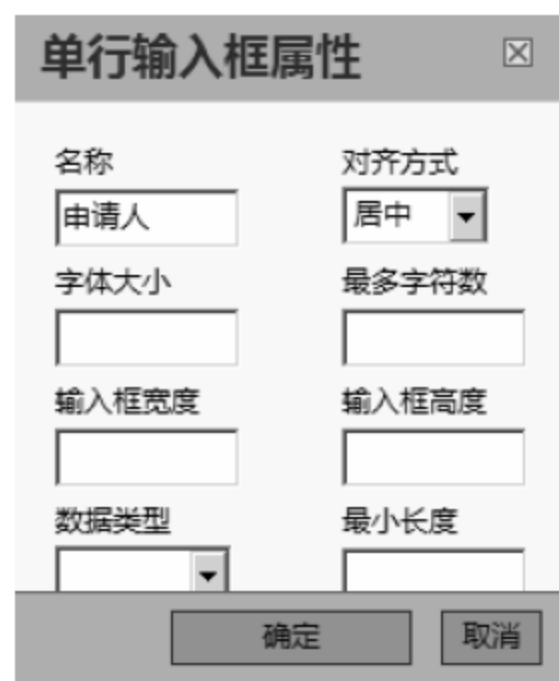 单行输入框属性
名称 对齐方式
申请人 居中
字体大小 最多字符数
输入框宽度 输入框高度
数据类型 最小长度
确定 取消